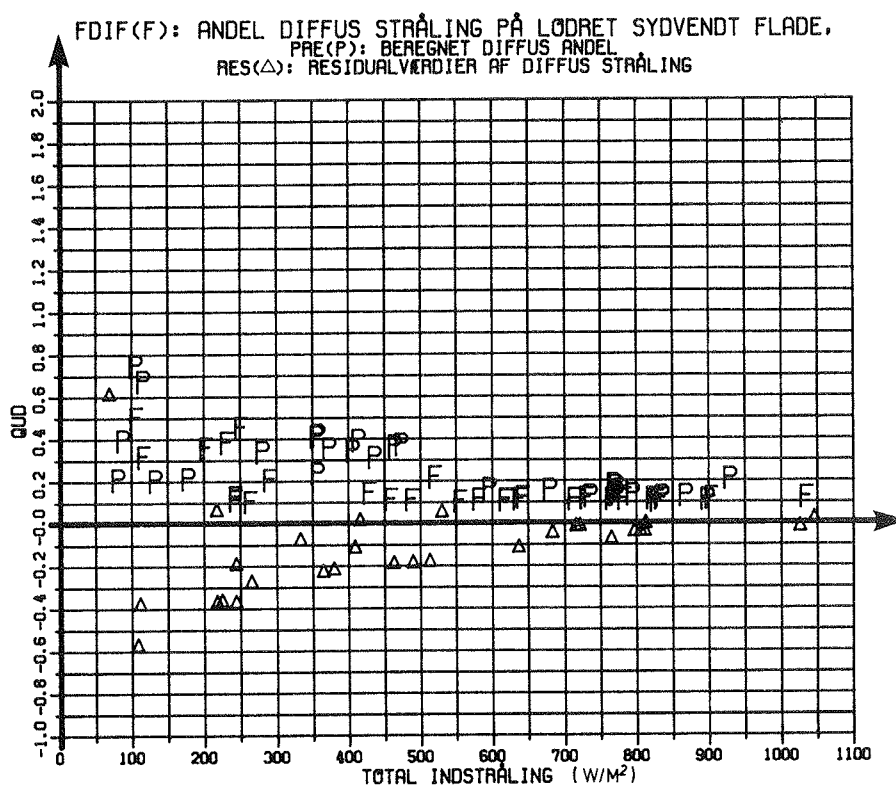 FDIF(F): ANDEL DIFFUS STRÅLING PÅ LÖDRET SYDVENDT FLADE,
PRE(P): BEREGNET DIFFUS ANDEL
RES(△): RESIDUALVÆRDIER AF DIFFUS STRÅLING
QUD
2.0
1.8
1.6
1.4
1.2
1.0
0.8
0.6
0.4
0.2
-0.0
-0.2
-0.4
-0.6
-0.8
-1.0
0 100 200 300 400 500 600 700 800 900 1000 1100
TÖTAL INDSTRÅLING (W/M²)